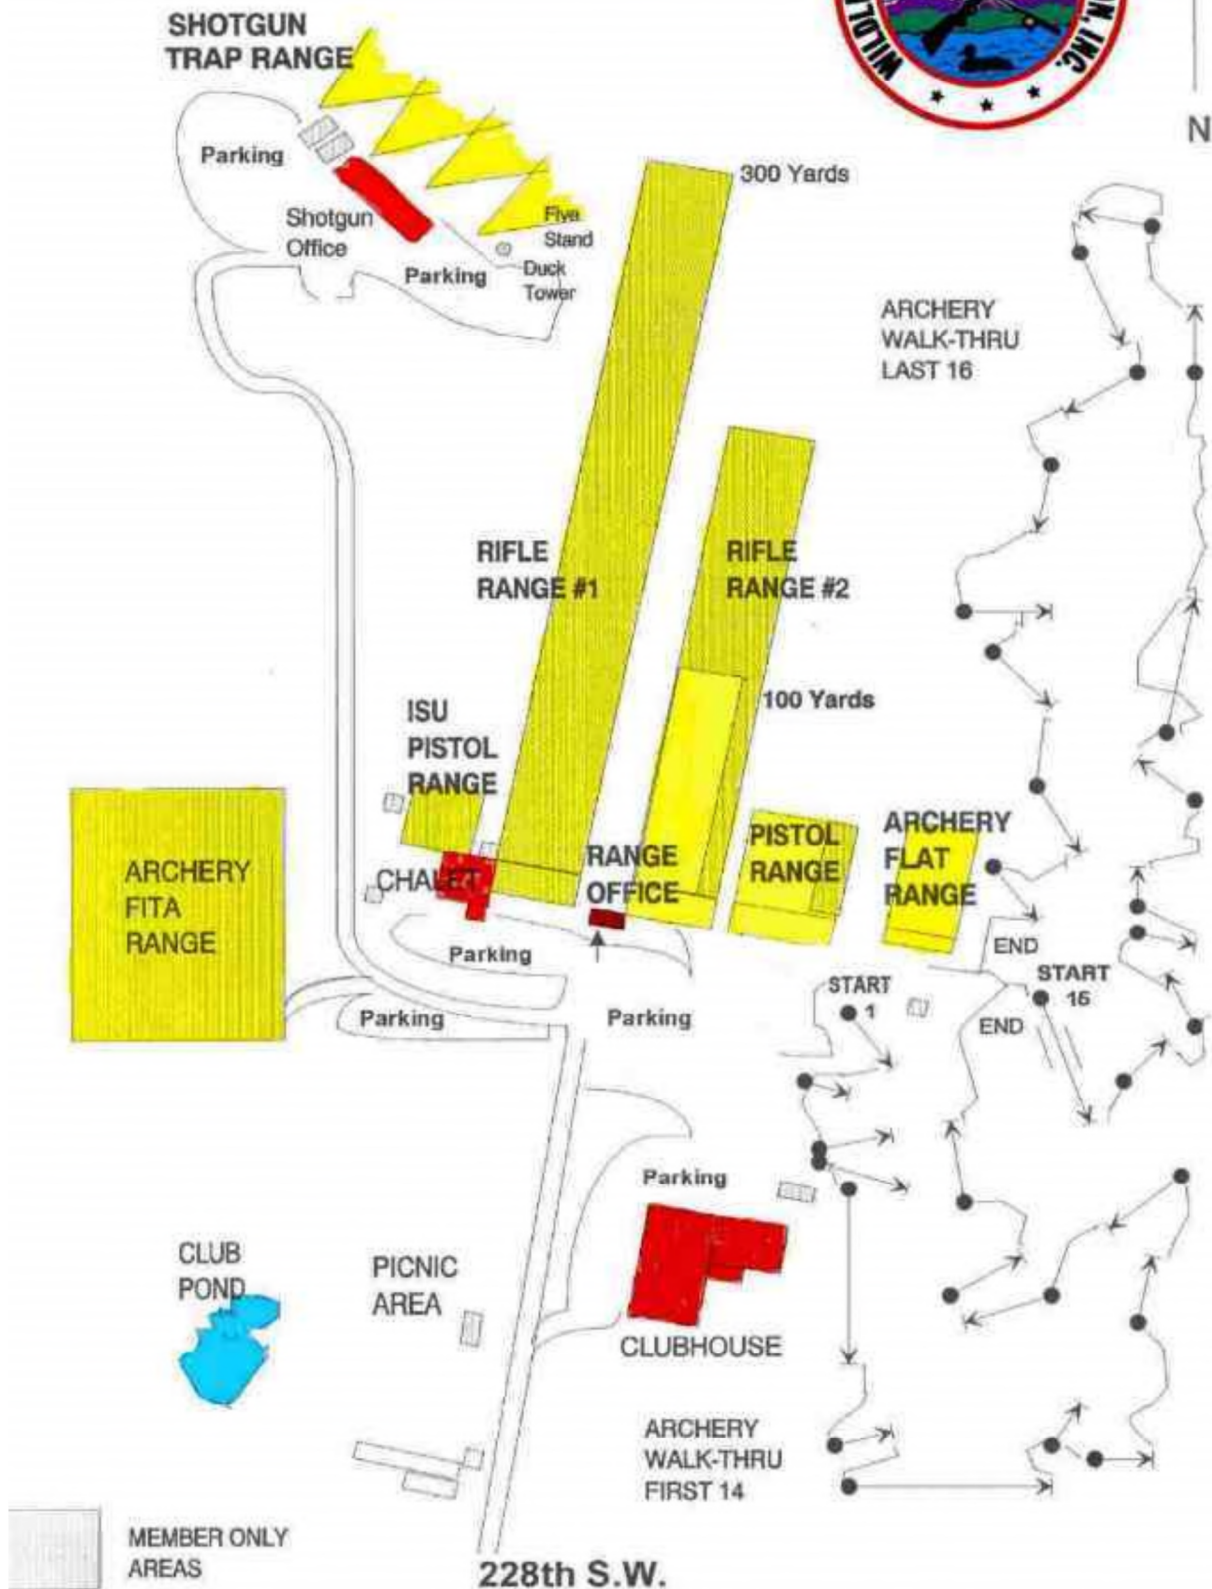 SHOTGUN
TRAP RANGE
ON, INC.
N
Parking
300 Yards
Shotgun
Office
Five
Stand
Parking
Duck
Tower
ARCHERY
WALK-THRU
LAST 16
RIFLE
RANGE #1
RIFLE
RANGE #2
100 Yards
ISU
PISTOL
RANGE
ARCHERY
FITA
RANGE
CHALET
RANGE
OFFICE
PISTOL
RANGE
ARCHERY
FLAT
RANGE
Parking
END
START
15
START
1
Parking
Parking
END
Parking
CLUB
POND
PICNIC
AREA
CLUBHOUSE
ARCHERY
WALK-THRU
FIRST 14
MEMBER ONLY
AREAS
228th S.W.